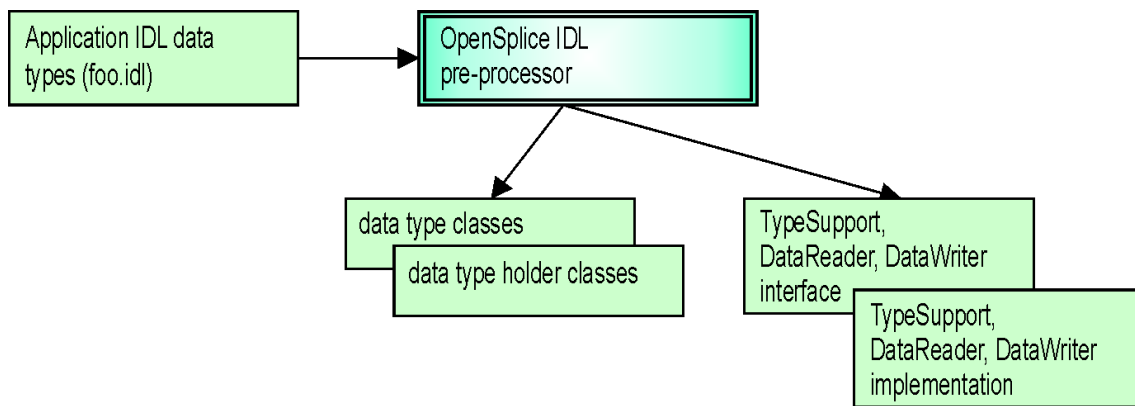 Application IDL data
types (foo.idl)
OpenSplice IDL
pre-processor
data type classes
data type holder classes
TypeSupport,
DataReader, DataWriter
interface
TypeSupport,
DataReader, DataWriter
implementation